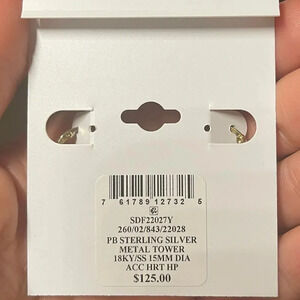 7 61789 12732 5
SDF22027Y
260/02/843/22028
PB STERLING SILVER
METAL TOWER
18KY/SS 15MM DIA
ACC HRT HP
$125.00